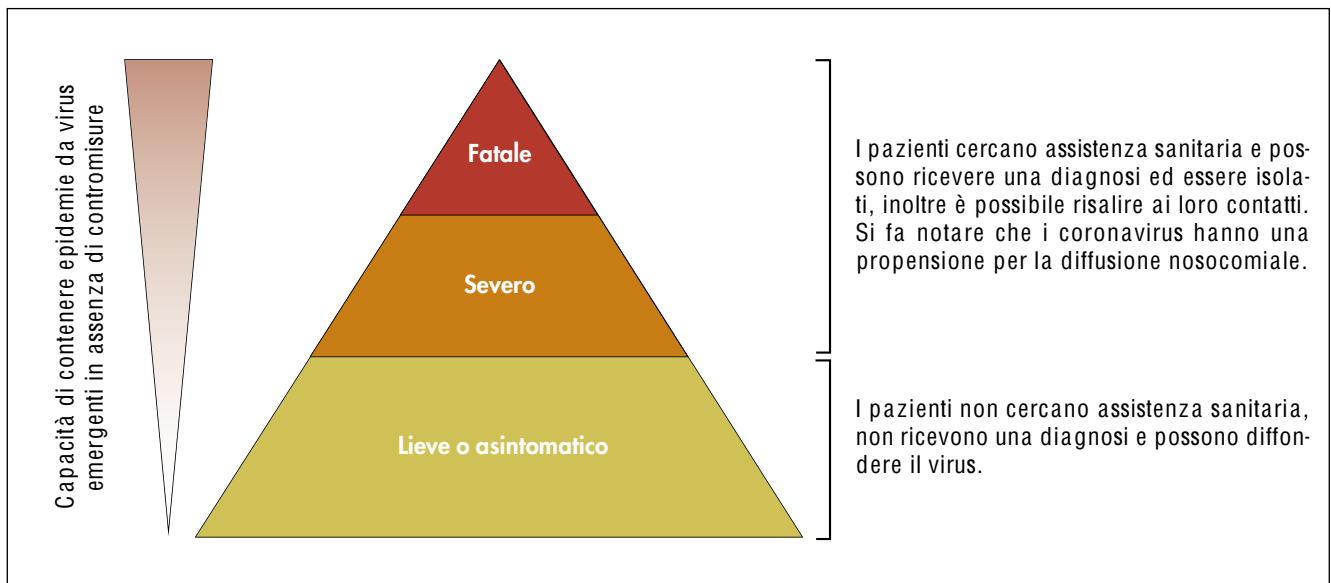 Capacità di contenere epidemie da virus
emergenti in assenza di contromisure
Fatale
Severo
Lieve o asintomatico
I pazienti cercano assistenza sanitaria e pos-
sono ricevere una diagnosi ed essere isola-
ti, inoltre è possibile risalire ai loro contatti.
Si fa notare che i coronavirus hanno una
propensione per la diffusione nosocomiale.
I pazienti non cercano assistenza sanitaria,
non ricevono una diagnosi e possono diffon-
dere il virus.